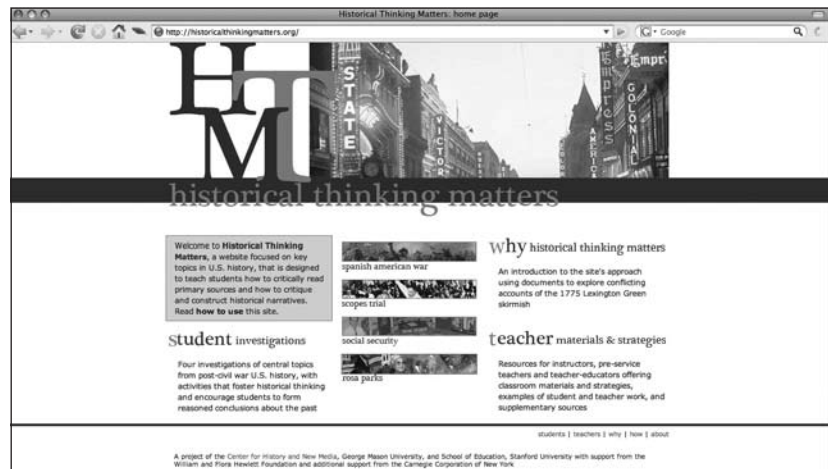 Historical Thinking Matters: home page
http://historicalthinkingmatters.org/
Google
HTM
STATE
VICTOR
Empress
AMERICA
COLONIAL
Empr
historical thinking matters
Welcome to Historical Thinking
Matters, a website focused on key
topics in U.S. history, that is designed
to teach students how to critically read
primary sources and how to critique
and construct historical narratives.
Read how to use this site.
student investigations
Four investigations of central topics
from post-civil war U.S. history, with
activities that foster historical thinking
and encourage students to form
reasoned conclusions about the past
spanish american war
scopes trial
social security
rosa parks
why historical thinking matters
An introduction to the site's approach
using documents to explore conflicting
accounts of the 1775 Lexington Green
skirmish
teacher materials & strategies
Resources for instructors, pre-service
teachers and teacher-educators offering
classroom materials and strategies,
examples of student and teacher work, and
supplementary sources
students | teachers | why | how | about
A project of the Center for History and New Media, George Mason University, and School of Education, Stanford University with support from the
William and Flora Hewlett Foundation and additional support from the Carnegie Corporation of New York